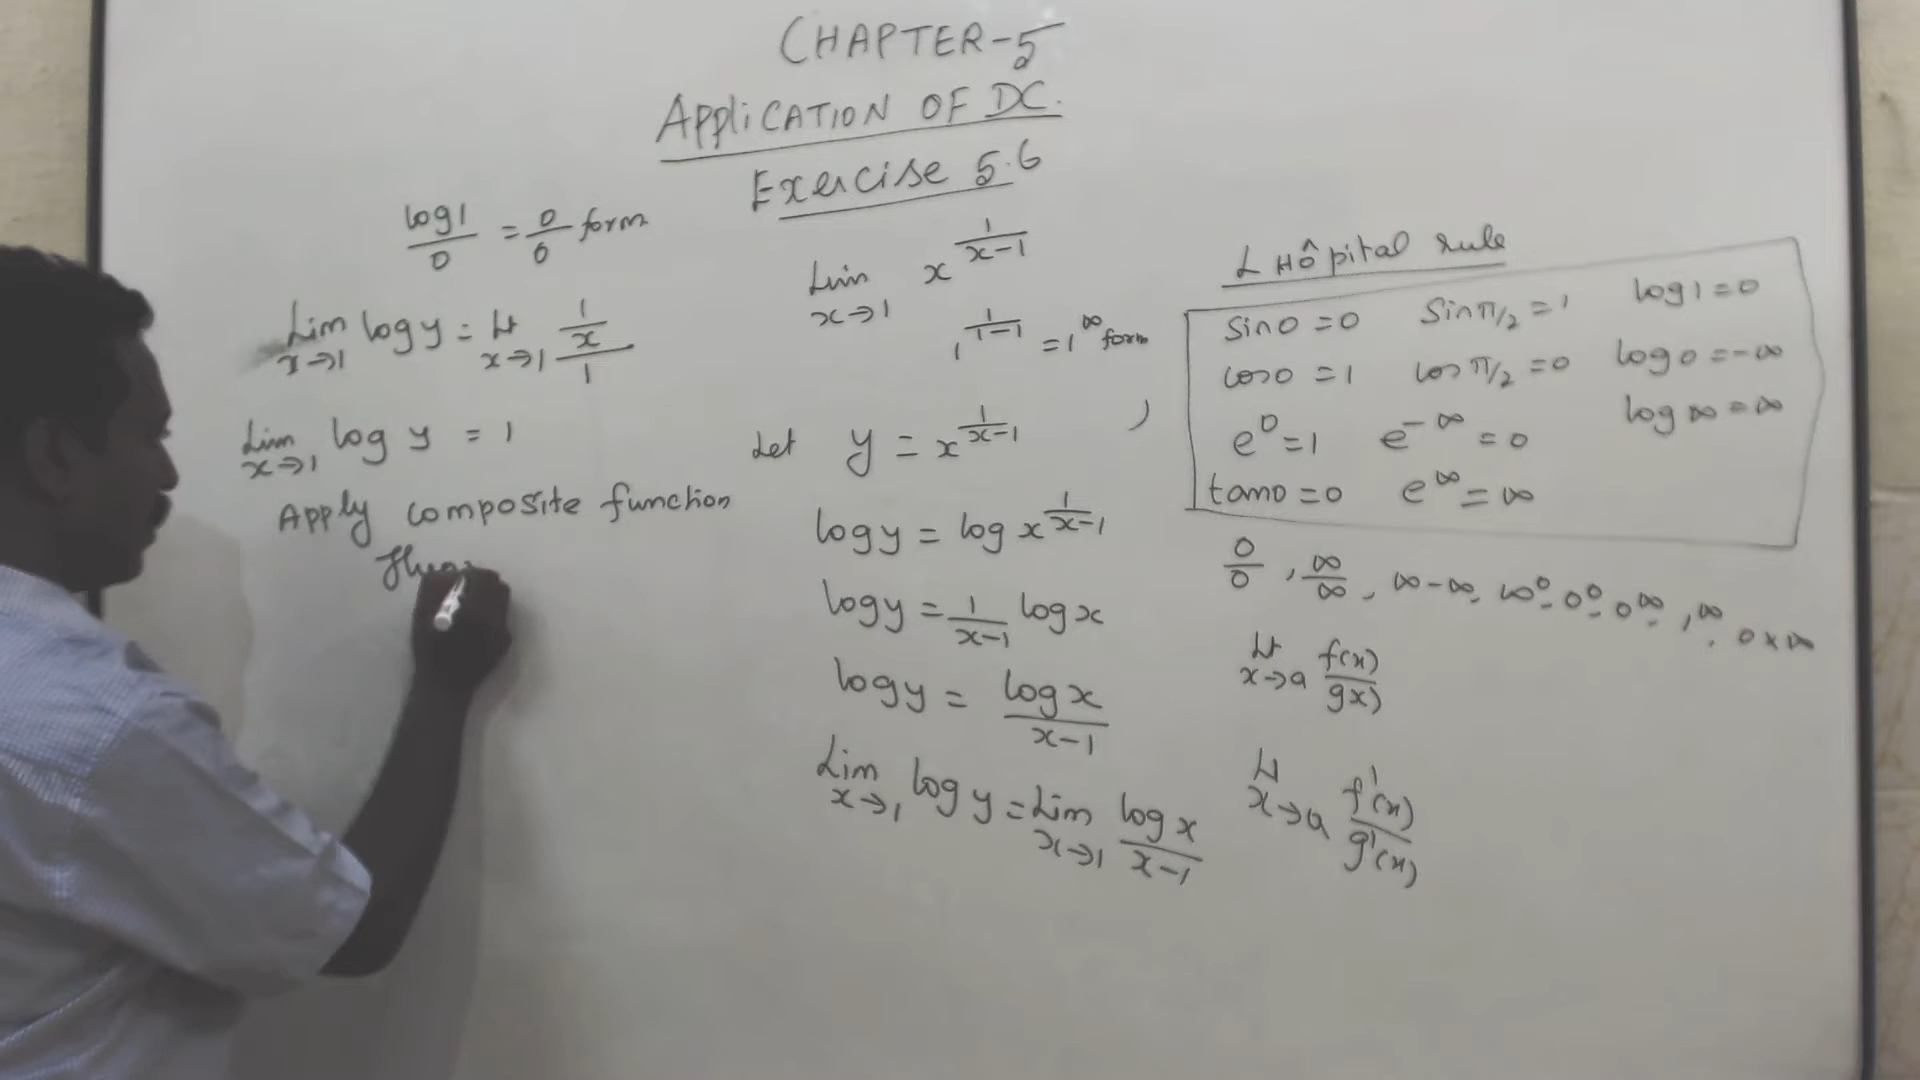 CHAPTER-5
APPliCATION OF DC.
Exercise 5.6
log1/0 = 0/0 form
Lim x→1 log y = Lt x→1 (1/x)/1
Lim x→1 log y = 1
Apply composite function
Lim x→1 x^(1/(x-1))
1^(1/(1-1)) = 1^∞ form
Let y = x^(1/(x-1))
log y = log x^(1/(x-1))
log y = 1/(x-1) log x
log y = log x/(x-1)
Lim x→1 log y = Lim x→1 log x/(x-1)
L Hôpital rule
sin0 = 0 Sinπ/2 = 1 log1 = 0
cos0 = 1 cosπ/2 = 0 log0 = -∞
e^0 = 1 e^-∞ = 0 log∞ = ∞
tan0 = 0 e^∞ = ∞
0/0, ∞/∞, ∞-∞, ∞^0, 0^0, 0^∞, 1^∞, 0×∞
Lt x→a f(x)/g(x)
Lt x→a f'(x)/g'(x)